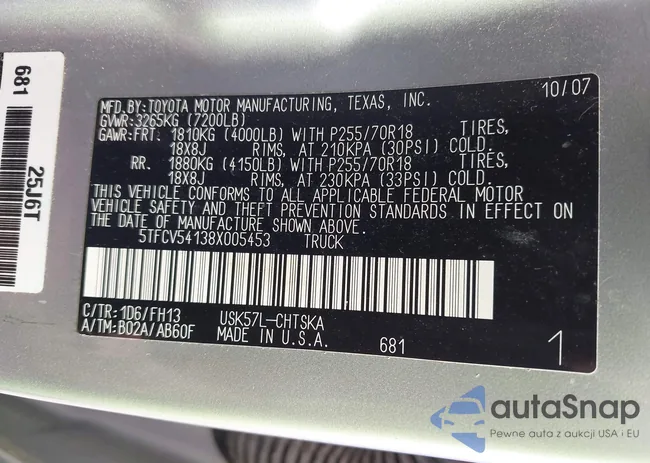 681
25J6T
MFD.BY: TOYOTA MOTOR MANUFACTURING, TEXAS, INC. 10/07
GVWR:3265KG (7200LB)
GAWR:FRT. 1810KG (4000LB) WITH P255/70R18 TIRES,
18X8J RIMS, AT 210KPA (30PSI) COLD.
RR. 1880KG (4150LB) WITH P255/70R18 TIRES,
18X8J RIMS, AT 230KPA (33PSI) COLD.
THIS VEHICLE CONFORMS TO ALL APPLICABLE FEDERAL MOTOR
VEHICLE SAFETY AND THEFT PREVENTION STANDARDS IN EFFECT ON
THE DATE OF MANUFACTURE SHOWN ABOVE.
5TFCV54138X005453 TRUCK
C/TR:1D6/FH13 USK57L-CHTSKA
A/TM:B02A/AB60F MADE IN U.S.A. 681 1
autaSnap
Pewne auta z aukcji USA i EU